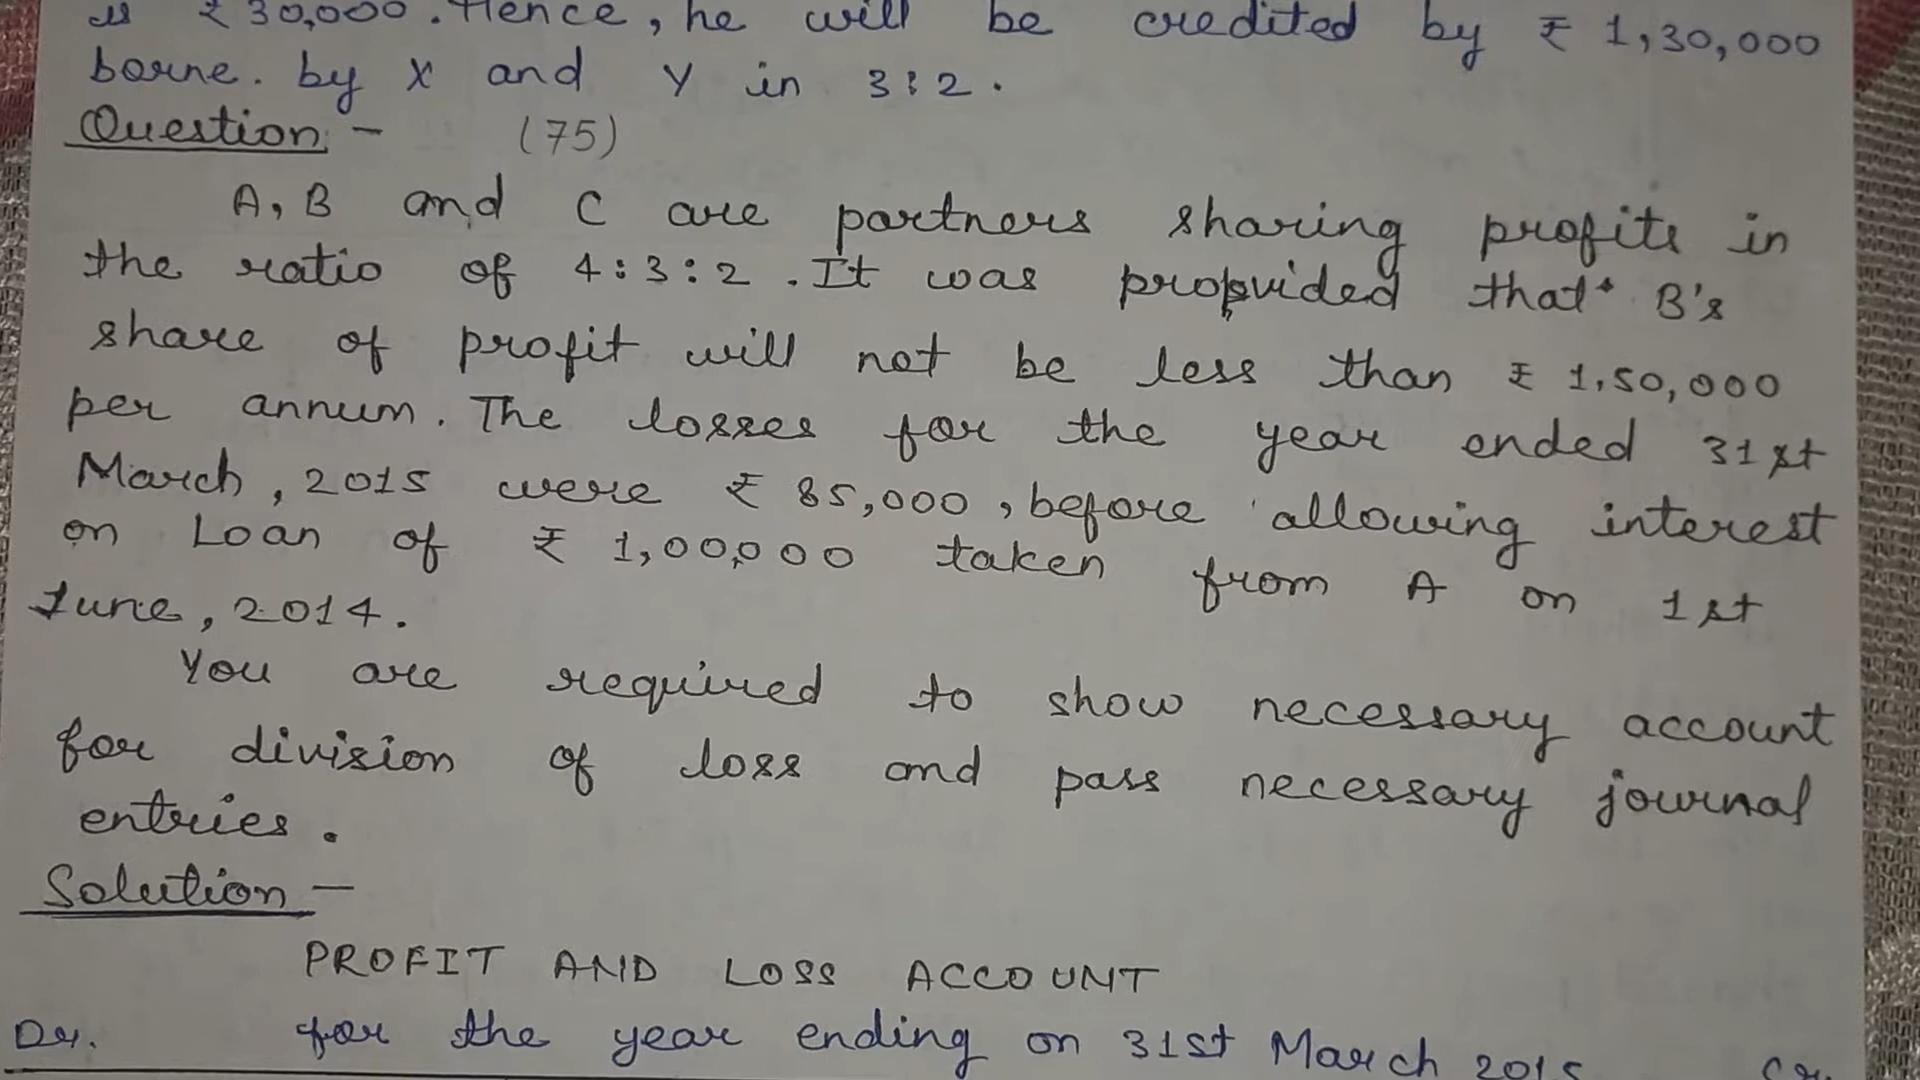 is ₹ 30,000. Hence, he will be credited by ₹ 1,30,000
borne. by X and Y in 3:2.
Question - (75)
A, B and C are partners sharing profits in
the ratio of 4:3:2. It was provided that B's
share of profit will not be less than ₹ 1,50,000
per annum. The losses for the year ended 31st
March, 2015 were ₹ 85,000, before allowing interest
on Loan of ₹ 1,00,000 taken from A on 1st
June, 2014.
You are required to show necessary account
for division of loss and pass necessary journal
entries.
Solution -
PROFIT AND LOSS ACCOUNT
Dr. for the year ending on 31st March 2015 Cr.